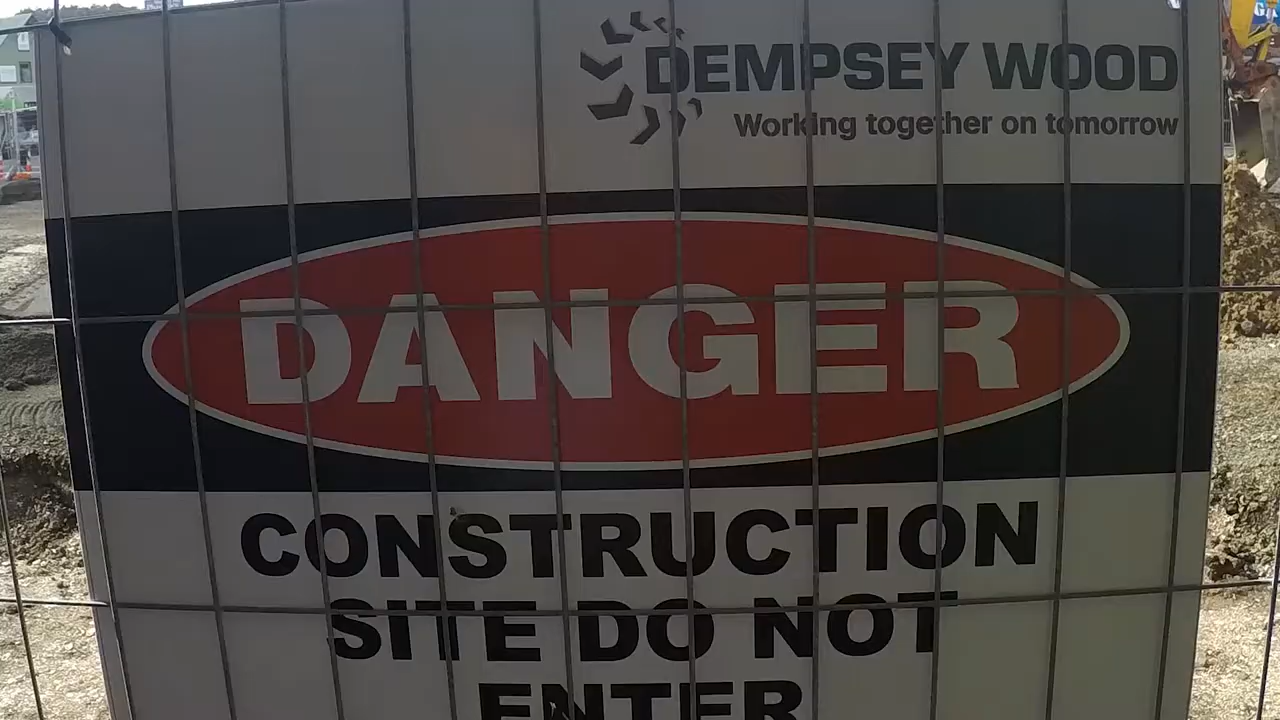 DEMPSEY WOOD
Working together on tomorrow
DANGER
CONSTRUCTION
SITE DO NOT
ENTER